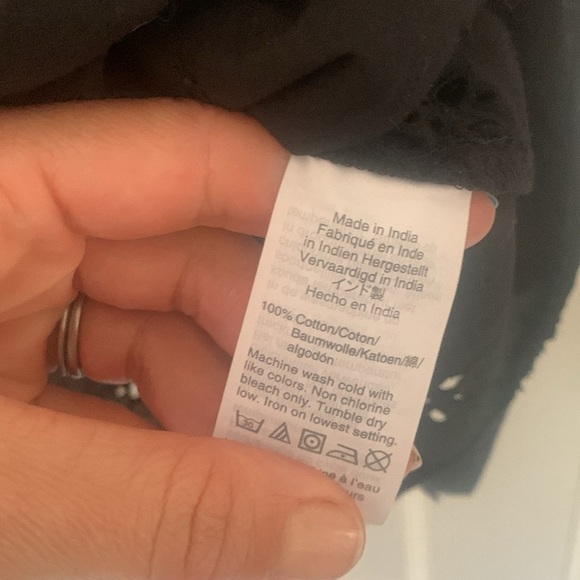 Made in India
Fabriqué en Inde
in Indien Hergestellt
Vervaardigd in India
インド製
Hecho en India
100% Cotton/Coton/
Baumwolle/Katoen/綿/
algodón
Machine wash cold with
like colors. Non chlorine
bleach only. Tumble dry
low. Iron on lowest setting.
30
à l'eau